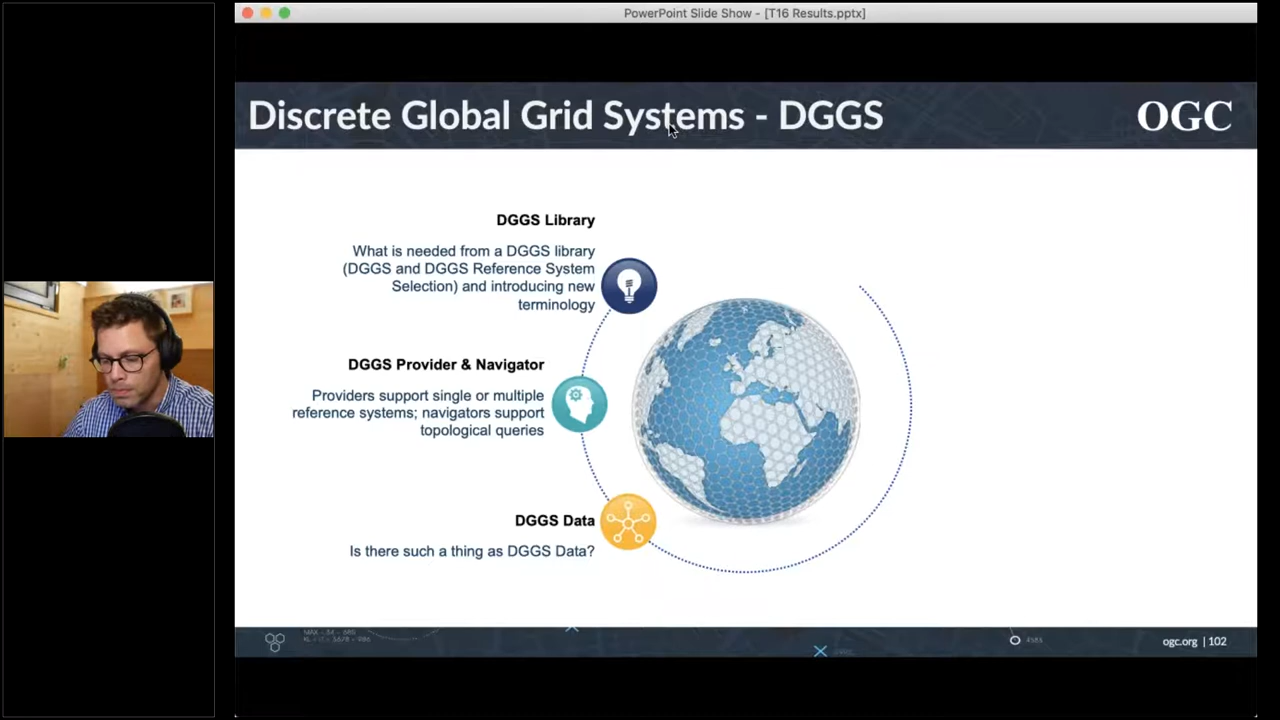 PowerPoint Slide Show - [T16 Results.pptx]
Discrete Global Grid Systems - DGGS
OGC
DGGS Library
What is needed from a DGGS library
(DGGS and DGGS Reference System
Selection) and introducing new
terminology
DGGS Provider & Navigator
Providers support single or multiple
reference systems; navigators support
topological queries
DGGS Data
Is there such a thing as DGGS Data?
ogc.org | 102